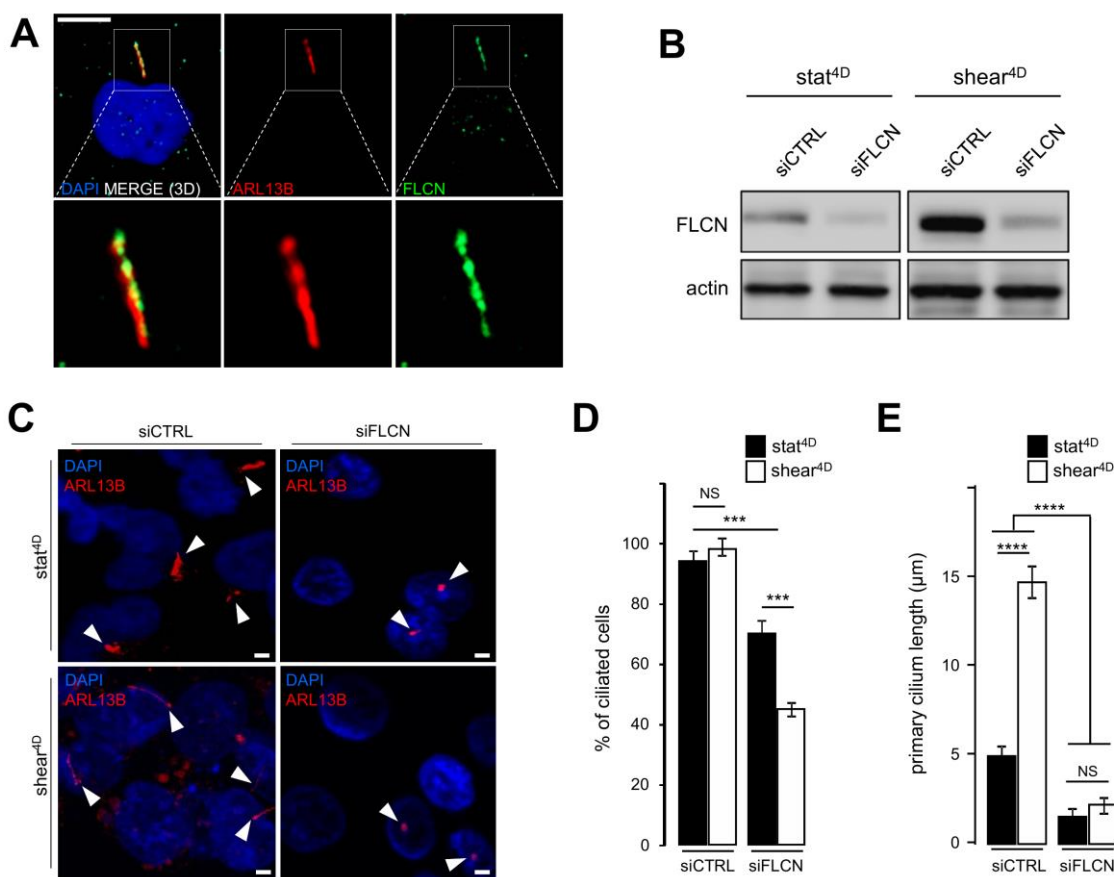 A
DAPI MERGE (3D)
ARL13B
FLCN
B
stat4D
shear4D
siCTRL
siFLCN
siCTRL
siFLCN
FLCN
actin
C
siCTRL
siFLCN
stat4D
DAPI
ARL13B
DAPI
ARL13B
shear4D
DAPI
ARL13B
DAPI
ARL13B
D
stat4D
shear4D
% of ciliated cells
100
80
60
40
20
0
NS
***
***
siCTRL
siFLCN
E
stat4D
shear4D
primary cilium length (µm)
15
10
5
0
****
****
NS
siCTRL
siFLCN